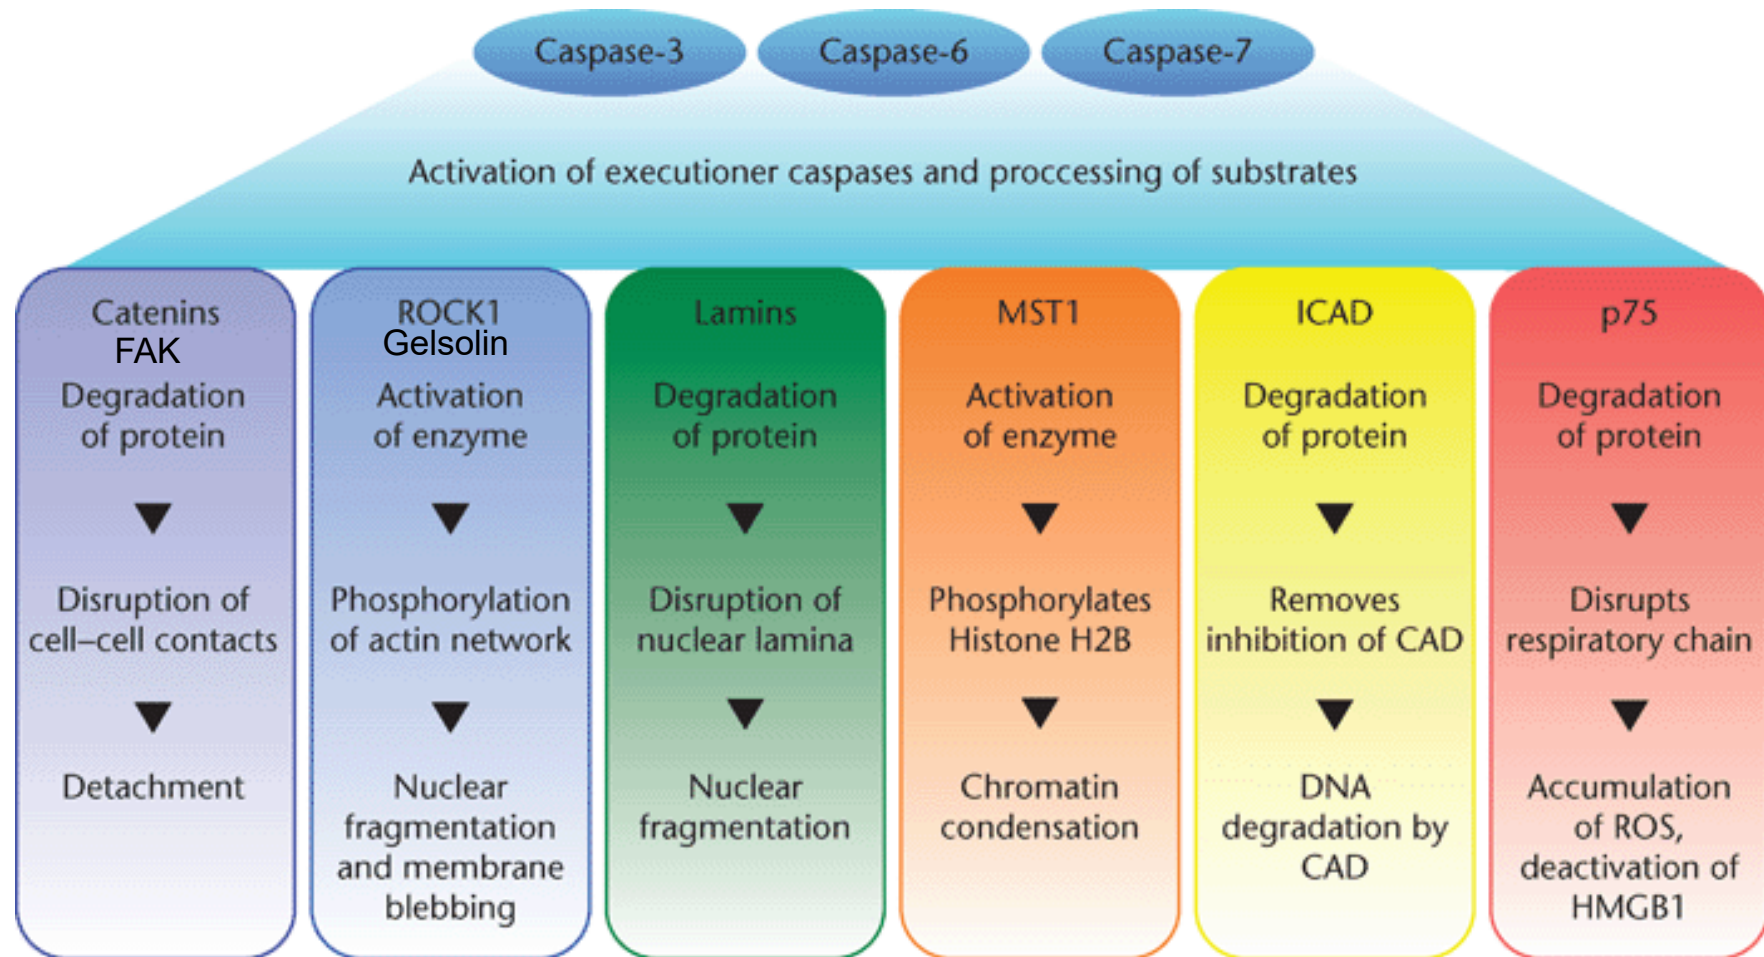 Caspase-3
Caspase-6
Caspase-7
Activation of executioner caspases and proccessing of substrates
Catenins
FAK
Degradation
of protein
Disruption of
cell–cell contacts
Detachment
ROCK1
Gelsolin
Activation
of enzyme
Phosphorylation
of actin network
Nuclear
fragmentation
and membrane
blebbing
Lamins
Degradation
of protein
Disruption of
nuclear lamina
Nuclear
fragmentation
MST1
Activation
of enzyme
Phosphorylates
Histone H2B
Chromatin
condensation
ICAD
Degradation
of protein
Removes
inhibition of CAD
DNA
degradation by
CAD
p75
Degradation
of protein
Disrupts
respiratory chain
Accumulation
of ROS,
deactivation of
HMGB1